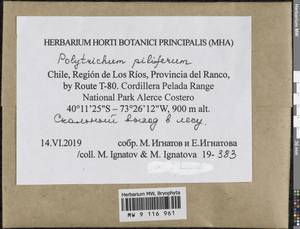 HERBARIUM HORTI BOTANICI PRINCIPALIS (MHA)
Polytrichum piliferum
Chile, Región de Los Ríos, Provincia del Ranco,
by Route T-80. Cordillera Pelada Range
National Park Alerce Costero
40°11'25"S – 73°26'12"W, 900 m alt.
Скальный выход в лесу.
14.VI.2019 собр. М. Игнатов и Е.Игнатова
/coll. M. Ignatov & M. Ignatova 19- 383
Herbarium MW, Bryophyta
MW 9 116 961